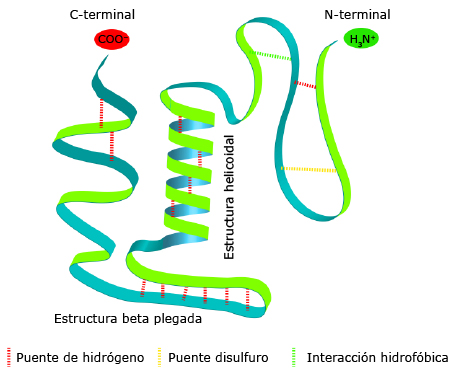 C-terminal
N-terminal
COO⁻
H₃N⁺
Estructura helicoidal
Estructura beta plegada
Puente de hidrógeno
Puente disulfuro
Interacción hidrofóbica